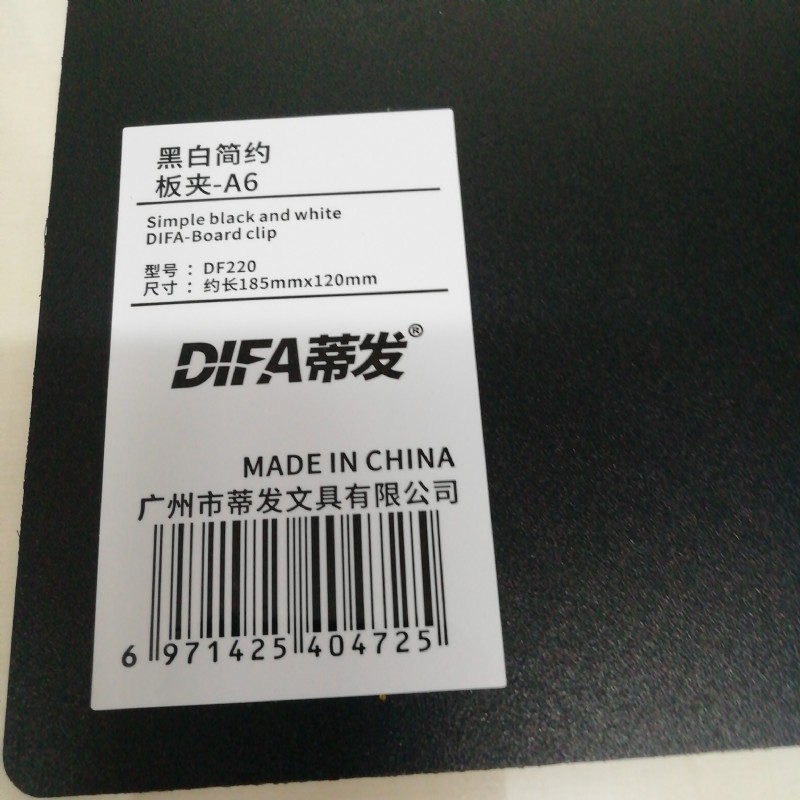 黑白简约
板夹-A6
Simple black and white
DIFA-Board clip
型号：DF220
尺寸：约长185mmx120mm
DIFA蒂发®
MADE IN CHINA
广州市蒂发文具有限公司
6 971425 404725